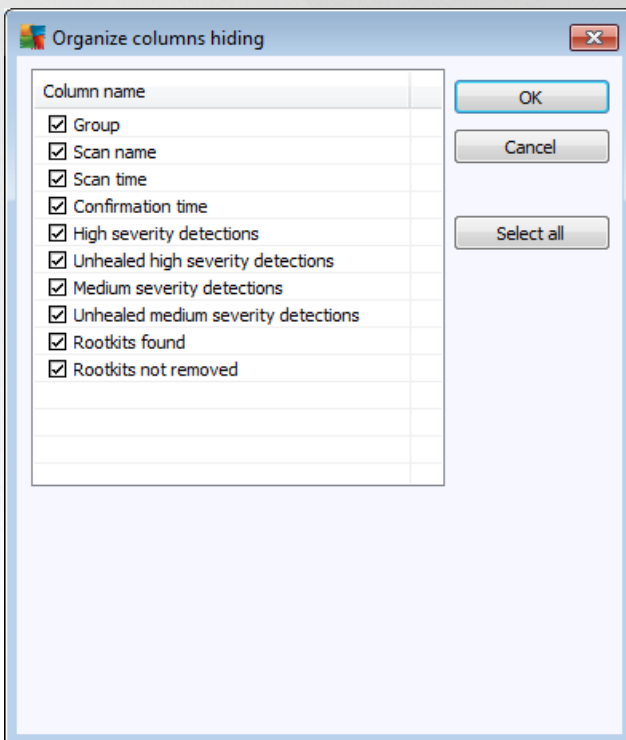 Organize columns hiding
Column name
Group
Scan name
Scan time
Confirmation time
High severity detections
Unhealed high severity detections
Medium severity detections
Unhealed medium severity detections
Rootkits found
Rootkits not removed
OK
Cancel
Select all